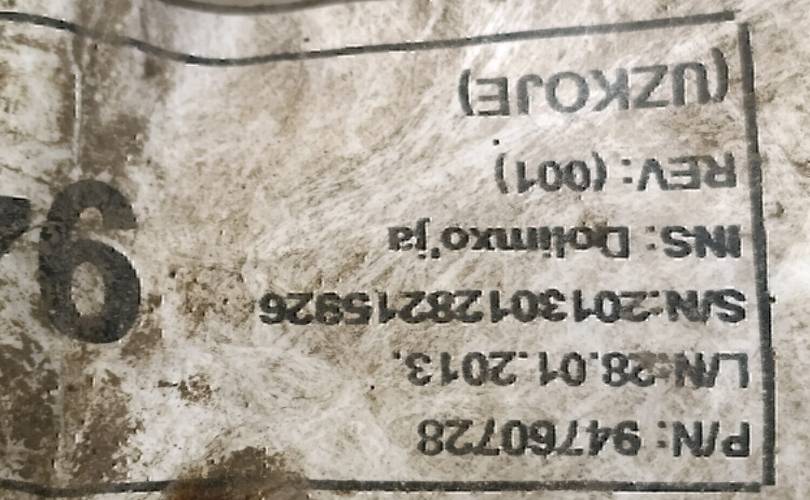 P/N: 94760728
L/N:28.01.2013.
S/N:20130128215926
INS: Dolimxo'ja
REV: (001)
(UZKOJE)